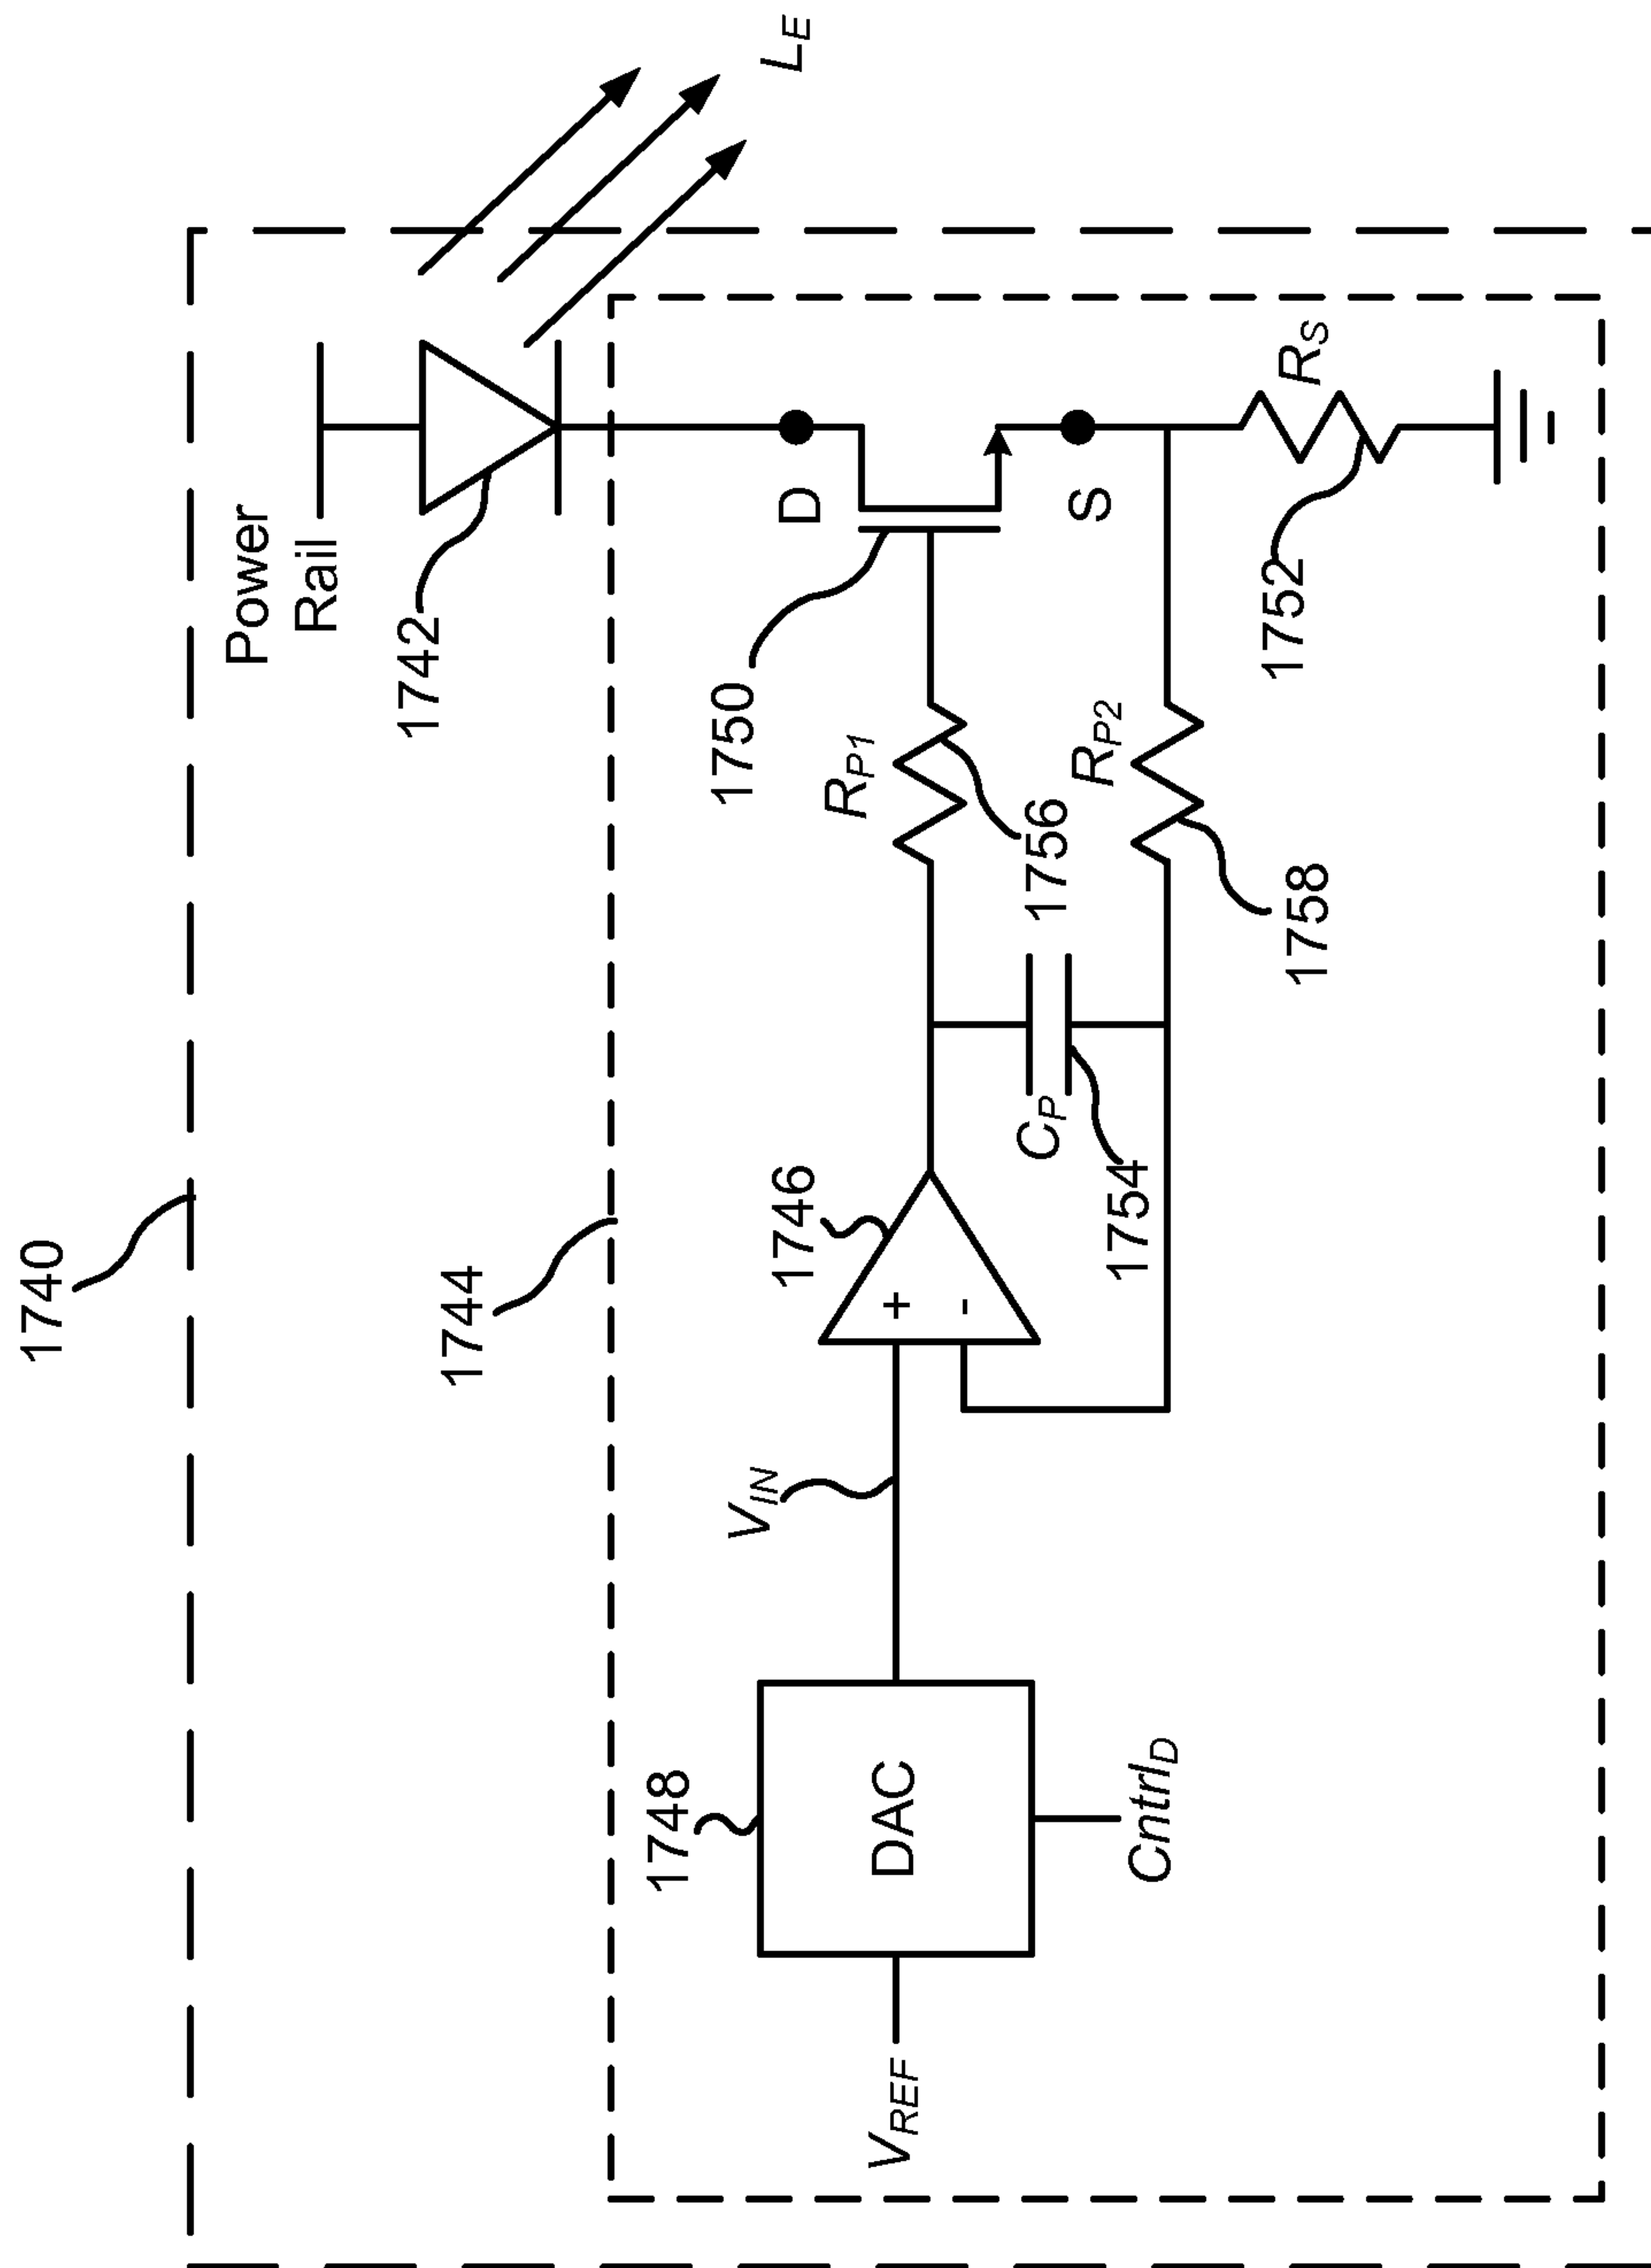 1740
Power
Rail
L_E
1742
1744
1750
D
S
R_S
1752
R_P1
1756
R_P2
1758
C_P
1754
1746
+
-
V_IN
1748
DAC
V_REF
Cntrl_D